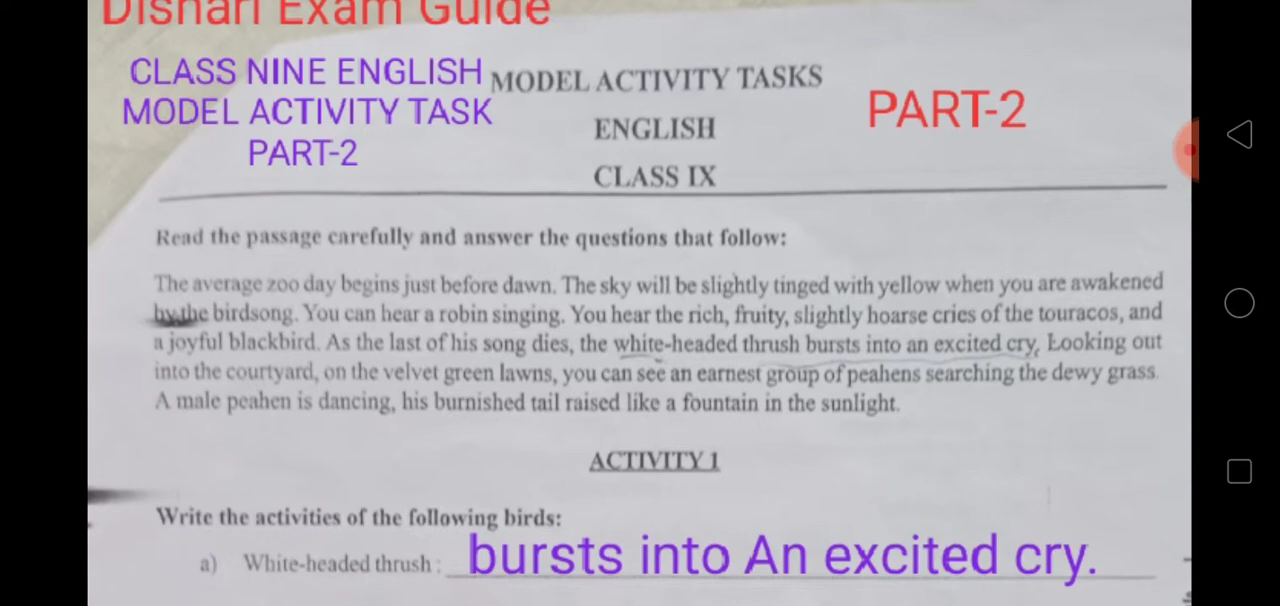 Dishari Exam Guide
CLASS NINE ENGLISH
MODEL ACTIVITY TASK
PART-2
MODEL ACTIVITY TASKS
ENGLISH
CLASS IX
PART-2
Read the passage carefully and answer the questions that follow:
The average zoo day begins just before dawn. The sky will be slightly tinged with yellow when you are awakened
by the birdsong. You can hear a robin singing. You hear the rich, fruity, slightly hoarse cries of the touracos, and
a joyful blackbird. As the last of his song dies, the white-headed thrush bursts into an excited cry. Looking out
into the courtyard, on the velvet green lawns, you can see an earnest group of peahens searching the dewy grass.
A male peahen is dancing, his burnished tail raised like a fountain in the sunlight.
ACTIVITY 1
Write the activities of the following birds:
a) White-headed thrush : bursts into An excited cry.